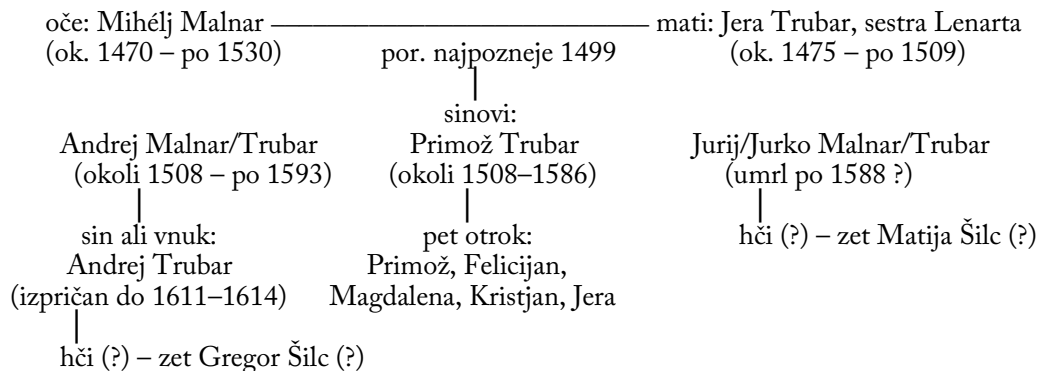 oče: Mihélj Malnar ——————————————— mati: Jera Trubar, sestra Lenarta
(ok. 1470 – po 1530) por. najpozneje 1499 (ok. 1475 – po 1509)
sinovi:
Andrej Malnar/Trubar Primož Trubar Jurij/Jurko Malnar/Trubar
(okoli 1508 – po 1593) (okoli 1508–1586) (umrl po 1588 ?)
sin ali vnuk: pet otrok: hči (?) – zet Matija Šilc (?)
Andrej Trubar Primož, Felicijan,
(izpričan do 1611–1614) Magdalena, Kristjan, Jera
hči (?) – zet Gregor Šilc (?)